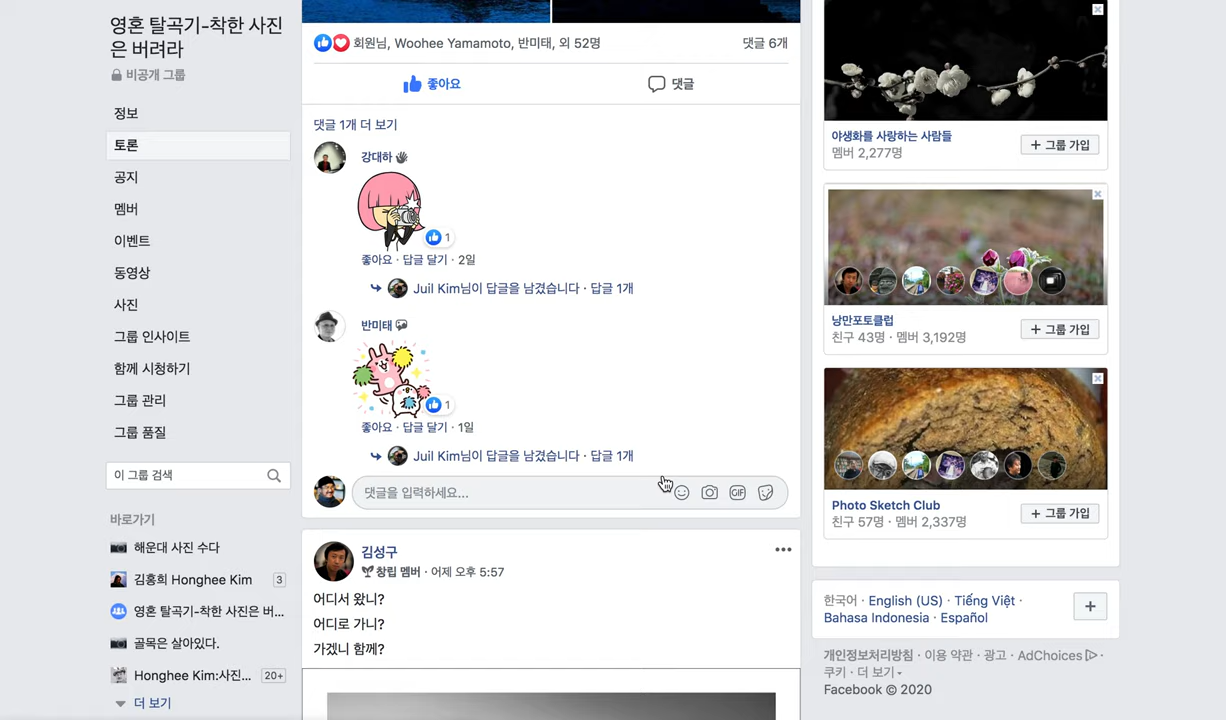 영혼 탈곡기-착한 사진
은 버려라
비공개 그룹
정보
토론
공지
멤버
이벤트
동영상
사진
그룹 인사이트
함께 시청하기
그룹 관리
그룹 품질
이 그룹 검색
바로가기
해운대 사진 수다
김홍희 Honghee Kim 3
영혼 탈곡기-착한 사진은 버...
골목은 살아있다.
Honghee Kim:사진... 20+
더 보기
회원님, Woohee Yamamoto, 반미태, 외 52명 댓글 6개
좋아요 댓글
댓글 1개 더 보기
강대하
1
좋아요 · 답글 달기 · 2일
Juil Kim님이 답글을 남겼습니다 · 답글 1개
반미태
1
좋아요 · 답글 달기 · 1일
Juil Kim님이 답글을 남겼습니다 · 답글 1개
댓글을 입력하세요...
GIF
김성구
창립 멤버 · 어제 오후 5:57
어디서 왔니?
어디로 가니?
가겠니 함께?
야생화를 사랑하는 사람들
멤버 2,277명
+ 그룹 가입
낭만포토클럽
친구 43명 · 멤버 3,192명
+ 그룹 가입
Photo Sketch Club
친구 57명 · 멤버 2,337명
+ 그룹 가입
한국어 · English (US) · Tiếng Việt ·
Bahasa Indonesia · Español
개인정보처리방침 · 이용 약관 · 광고 · AdChoices ·
쿠키 · 더 보기
Facebook © 2020